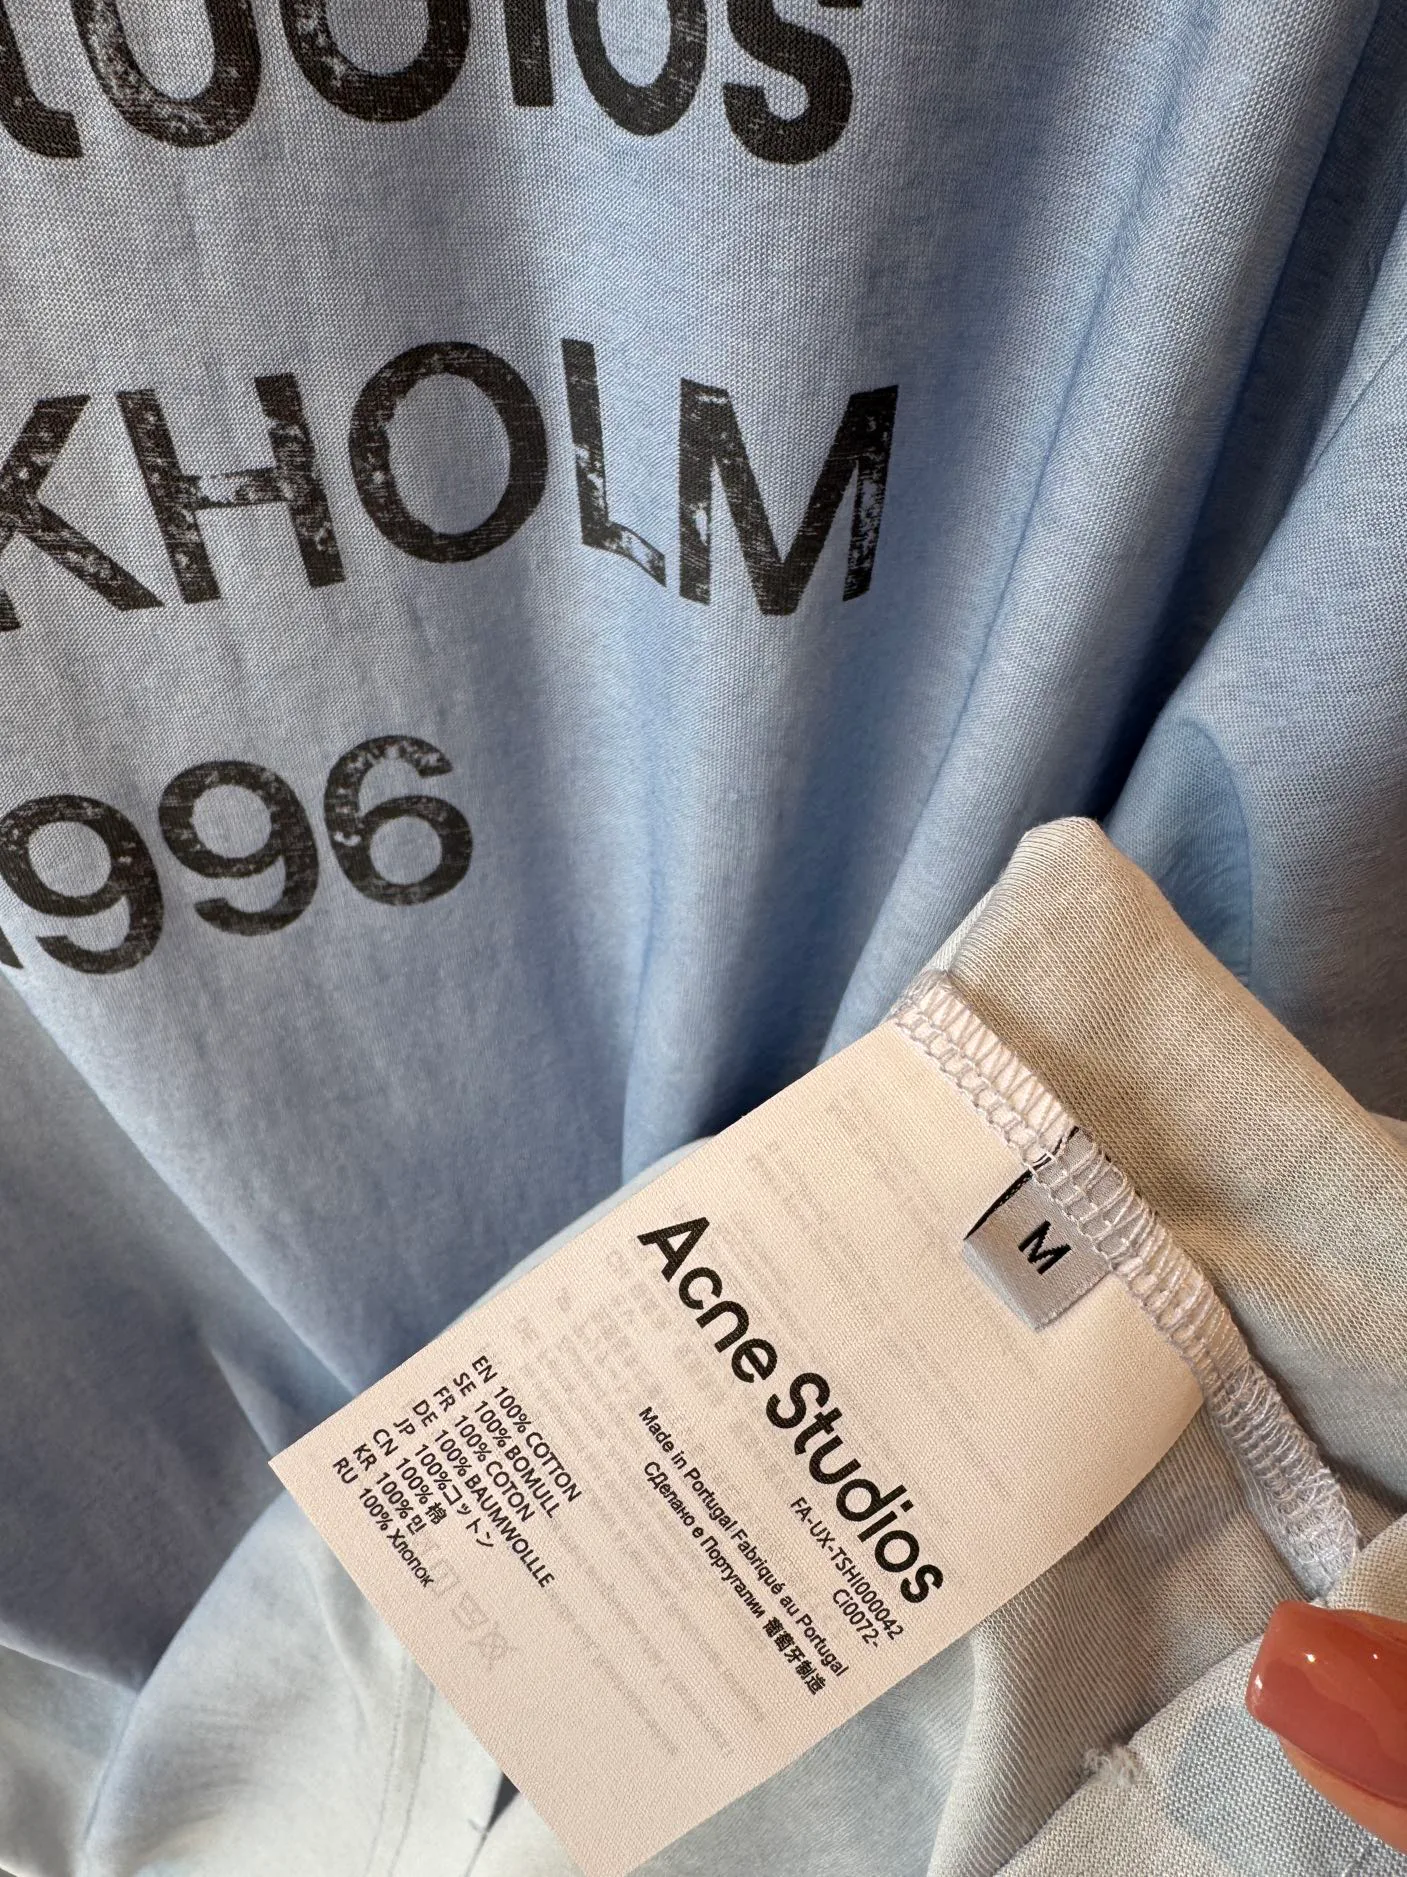 tudios
KHOLM
1996
M
Acne Studios
FA-UX-TSHI000042
Ci0072-
Made in Portugal Fabriqué au Portugal
СДелано е Португалии 葡萄牙制造
EN 100% COTTON
SE 100% BOMULL
FR 100% COTON
DE 100% BAUMWOLLE
JP 100%コットン
CN 100% 棉
KR 100%면
RU 100% Хлопок